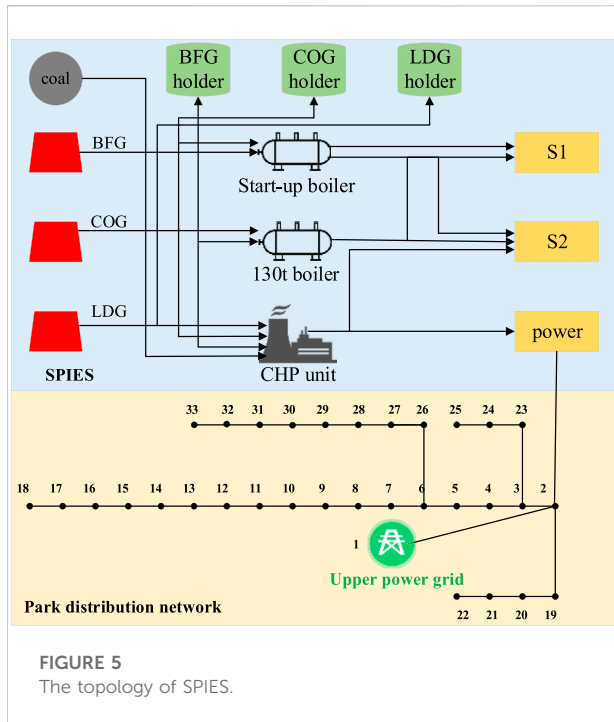 coal
BFG
holder
COG
holder
LDG
holder
BFG
S1
Start-up boiler
COG
S2
130t boiler
LDG
power
SPIES
CHP unit
33 32 31 30 29 28 27 26 25 24 23
18 17 16 15 14 13 12 11 10 9 8 7 6 5 4 3 2
1
Upper power grid
Park distribution network
22 21 20 19
FIGURE 5
The topology of SPIES.